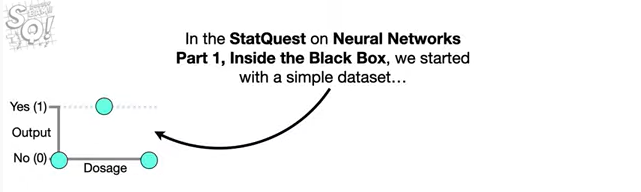 SQ!
In the StatQuest on Neural Networks
Part 1, Inside the Black Box, we started
with a simple dataset…
Yes (1)
Output
No (0)
Dosage